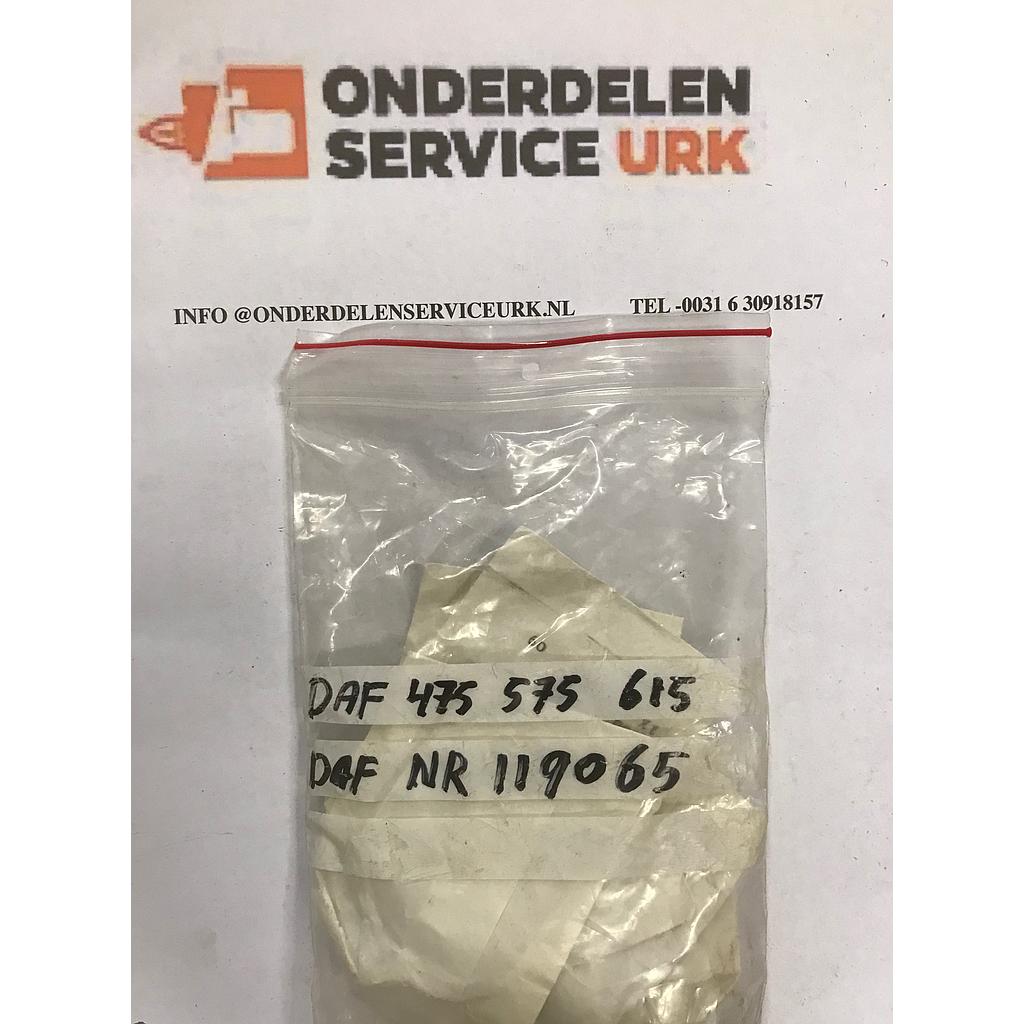 ONDERDELEN
SERVICE URK
INFO @ONDERDELENSERVICEURK.NL TEL -0031 6 30918157
DAF 475 575 615
DAF NR 119065